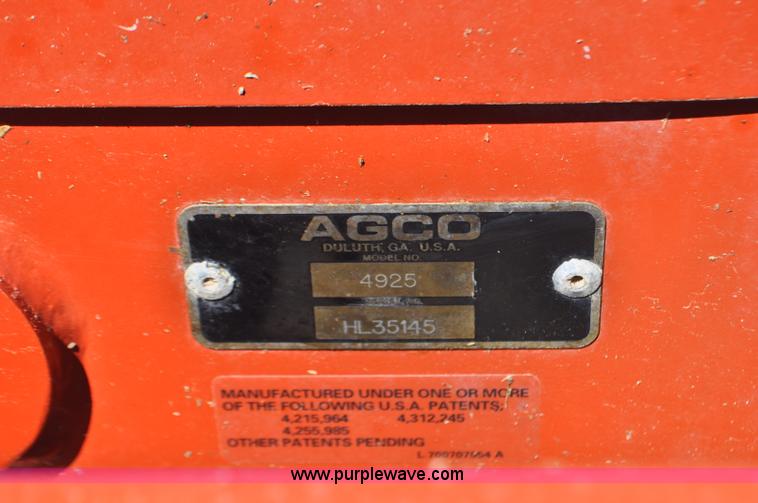 AGCO
DULUTH, GA. U.S.A.
MODEL NO.
4925
HL35145
MANUFACTURED UNDER ONE OR MORE
OF THE FOLLOWING U.S.A. PATENTS;
4,215,964 4,312,245
4,255,985
OTHER PATENTS PENDING
www.purplewave.com